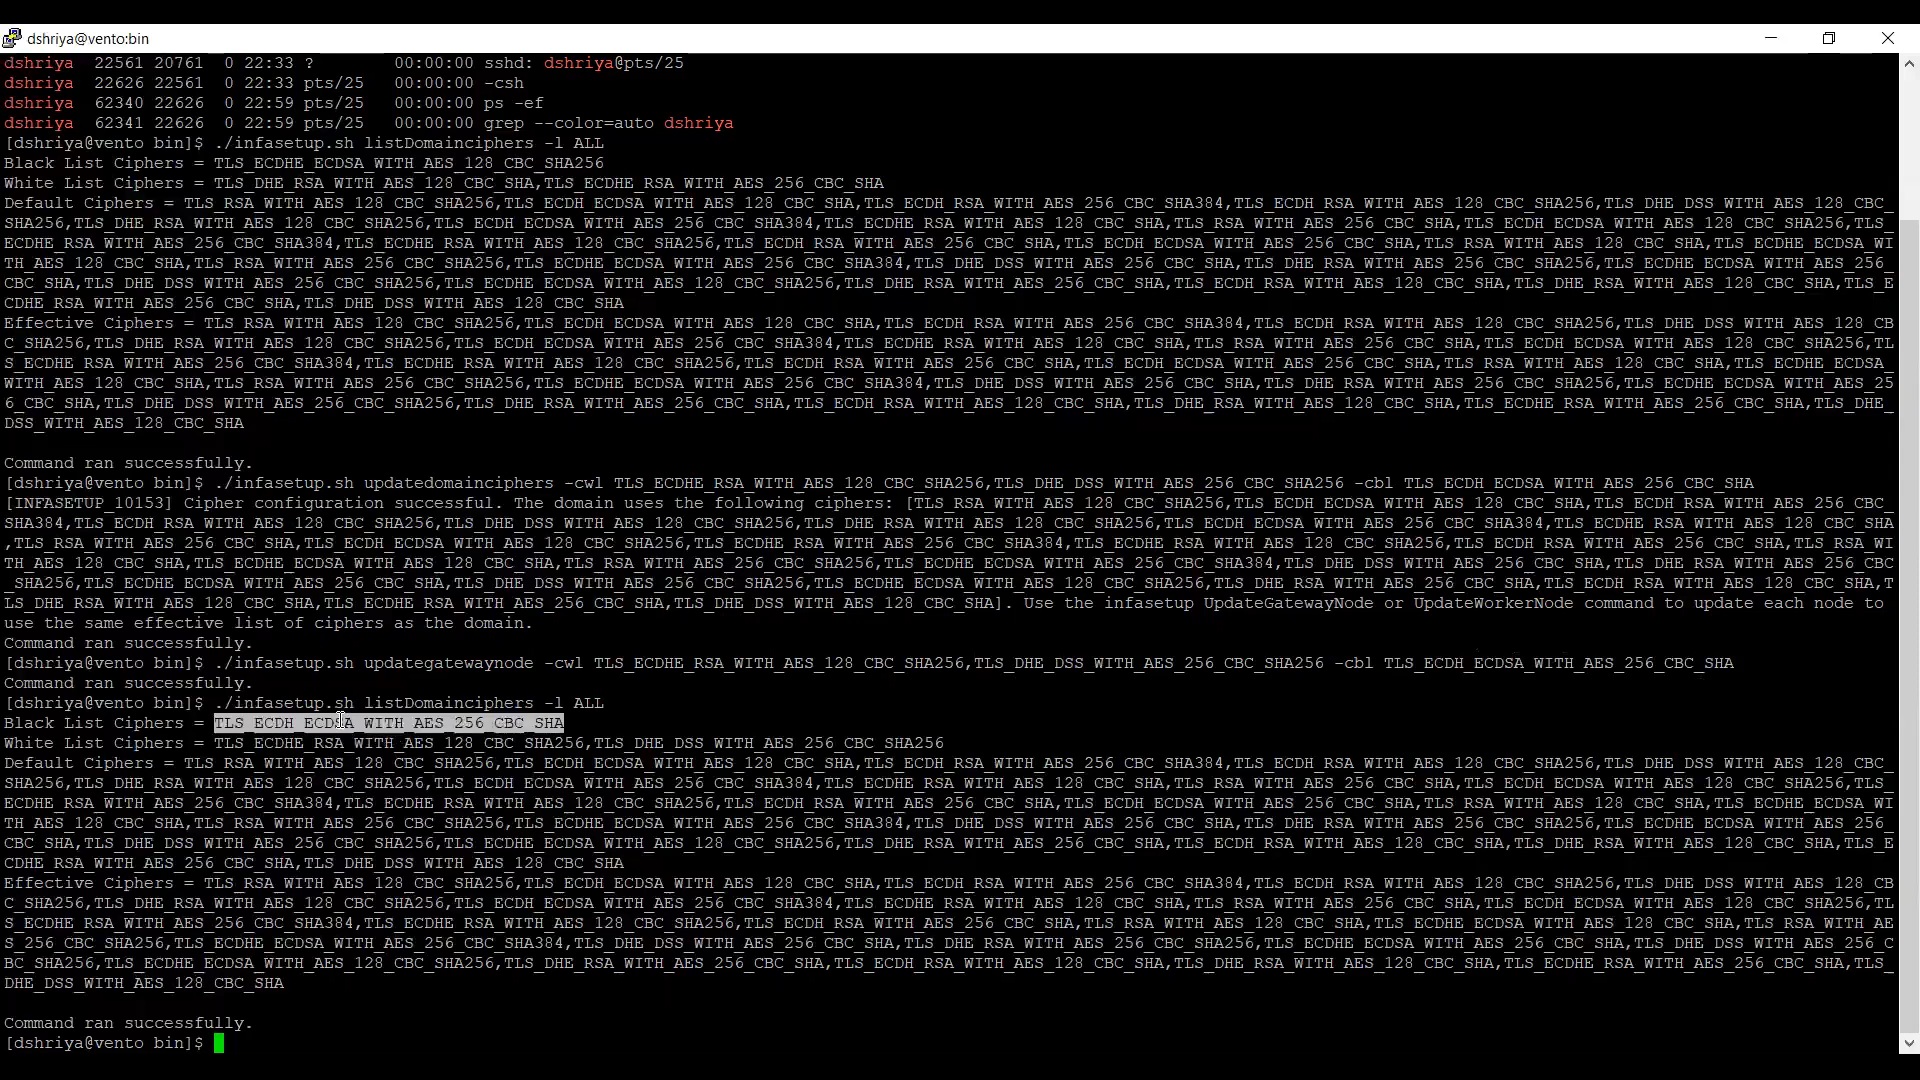 dshriya@vento:bin
dshriya 22561 20761 0 22:33 ? 00:00:00 sshd: dshriya@pts/25
dshriya 22626 22561 0 22:33 pts/25 00:00:00 -csh
dshriya 62340 22626 0 22:59 pts/25 00:00:00 ps -ef
dshriya 62341 22626 0 22:59 pts/25 00:00:00 grep --color=auto dshriya
[dshriya@vento bin]$ ./infasetup.sh listDomainciphers -l ALL
Black List Ciphers = TLS_ECDHE_ECDSA_WITH_AES_128_CBC_SHA256
White List Ciphers = TLS_DHE_RSA_WITH_AES_128_CBC_SHA,TLS_ECDHE_RSA_WITH_AES_256_CBC_SHA
Default Ciphers = TLS_RSA_WITH_AES_128_CBC_SHA256,TLS_ECDH_ECDSA_WITH_AES_128_CBC_SHA,TLS_ECDH_RSA_WITH_AES_256_CBC_SHA384,TLS_ECDH_RSA_WITH_AES_128_CBC_SHA256,TLS_DHE_DSS_WITH_AES_128_CBC_
SHA256,TLS_DHE_RSA_WITH_AES_128_CBC_SHA256,TLS_ECDH_ECDSA_WITH_AES_256_CBC_SHA384,TLS_ECDHE_RSA_WITH_AES_128_CBC_SHA,TLS_RSA_WITH_AES_256_CBC_SHA,TLS_ECDH_ECDSA_WITH_AES_128_CBC_SHA256,TLS_
ECDHE_RSA_WITH_AES_256_CBC_SHA384,TLS_ECDHE_RSA_WITH_AES_128_CBC_SHA256,TLS_ECDH_RSA_WITH_AES_256_CBC_SHA,TLS_ECDH_ECDSA_WITH_AES_256_CBC_SHA,TLS_RSA_WITH_AES_128_CBC_SHA,TLS_ECDHE_ECDSA_WI
TH_AES_128_CBC_SHA,TLS_RSA_WITH_AES_256_CBC_SHA256,TLS_ECDHE_ECDSA_WITH_AES_256_CBC_SHA384,TLS_DHE_DSS_WITH_AES_256_CBC_SHA,TLS_DHE_RSA_WITH_AES_256_CBC_SHA256,TLS_ECDHE_ECDSA_WITH_AES_256_
CBC_SHA,TLS_DHE_DSS_WITH_AES_256_CBC_SHA256,TLS_ECDHE_ECDSA_WITH_AES_128_CBC_SHA256,TLS_DHE_RSA_WITH_AES_256_CBC_SHA,TLS_ECDH_RSA_WITH_AES_128_CBC_SHA,TLS_DHE_RSA_WITH_AES_128_CBC_SHA,TLS_E
CDHE_RSA_WITH_AES_256_CBC_SHA,TLS_DHE_DSS_WITH_AES_128_CBC_SHA
Effective Ciphers = TLS_RSA_WITH_AES_128_CBC_SHA256,TLS_ECDH_ECDSA_WITH_AES_128_CBC_SHA,TLS_ECDH_RSA_WITH_AES_256_CBC_SHA384,TLS_ECDH_RSA_WITH_AES_128_CBC_SHA256,TLS_DHE_DSS_WITH_AES_128_CB
C_SHA256,TLS_DHE_RSA_WITH_AES_128_CBC_SHA256,TLS_ECDH_ECDSA_WITH_AES_256_CBC_SHA384,TLS_ECDHE_RSA_WITH_AES_128_CBC_SHA,TLS_RSA_WITH_AES_256_CBC_SHA,TLS_ECDH_ECDSA_WITH_AES_128_CBC_SHA256,TL
S_ECDHE_RSA_WITH_AES_256_CBC_SHA384,TLS_ECDHE_RSA_WITH_AES_128_CBC_SHA256,TLS_ECDH_RSA_WITH_AES_256_CBC_SHA,TLS_ECDH_ECDSA_WITH_AES_256_CBC_SHA,TLS_RSA_WITH_AES_128_CBC_SHA,TLS_ECDHE_ECDSA_
WITH_AES_128_CBC_SHA,TLS_RSA_WITH_AES_256_CBC_SHA256,TLS_ECDHE_ECDSA_WITH_AES_256_CBC_SHA384,TLS_DHE_DSS_WITH_AES_256_CBC_SHA,TLS_DHE_RSA_WITH_AES_256_CBC_SHA256,TLS_ECDHE_ECDSA_WITH_AES_25
6_CBC_SHA,TLS_DHE_DSS_WITH_AES_256_CBC_SHA256,TLS_DHE_RSA_WITH_AES_256_CBC_SHA,TLS_ECDH_RSA_WITH_AES_128_CBC_SHA,TLS_DHE_RSA_WITH_AES_128_CBC_SHA,TLS_ECDHE_RSA_WITH_AES_256_CBC_SHA,TLS_DHE_
DSS_WITH_AES_128_CBC_SHA
Command ran successfully.
[dshriya@vento bin]$ ./infasetup.sh updatedomainciphers -cwl TLS_ECDHE_RSA_WITH_AES_128_CBC_SHA256,TLS_DHE_DSS_WITH_AES_256_CBC_SHA256 -cbl TLS_ECDH_ECDSA_WITH_AES_256_CBC_SHA
[INFASETUP_10153] Cipher configuration successful. The domain uses the following ciphers: [TLS_RSA_WITH_AES_128_CBC_SHA256,TLS_ECDH_ECDSA_WITH_AES_128_CBC_SHA,TLS_ECDH_RSA_WITH_AES_256_CBC_
SHA384,TLS_ECDH_RSA_WITH_AES_128_CBC_SHA256,TLS_DHE_DSS_WITH_AES_128_CBC_SHA256,TLS_DHE_RSA_WITH_AES_128_CBC_SHA256,TLS_ECDH_ECDSA_WITH_AES_256_CBC_SHA384,TLS_ECDHE_RSA_WITH_AES_128_CBC_SHA
,TLS_RSA_WITH_AES_256_CBC_SHA,TLS_ECDH_ECDSA_WITH_AES_128_CBC_SHA256,TLS_ECDHE_RSA_WITH_AES_256_CBC_SHA384,TLS_ECDHE_RSA_WITH_AES_128_CBC_SHA256,TLS_ECDH_RSA_WITH_AES_256_CBC_SHA,TLS_RSA_WI
TH_AES_128_CBC_SHA,TLS_ECDHE_ECDSA_WITH_AES_128_CBC_SHA,TLS_RSA_WITH_AES_256_CBC_SHA256,TLS_ECDHE_ECDSA_WITH_AES_256_CBC_SHA384,TLS_DHE_DSS_WITH_AES_256_CBC_SHA,TLS_DHE_RSA_WITH_AES_256_CBC
_SHA256,TLS_ECDHE_ECDSA_WITH_AES_256_CBC_SHA,TLS_DHE_DSS_WITH_AES_256_CBC_SHA256,TLS_ECDHE_ECDSA_WITH_AES_128_CBC_SHA256,TLS_DHE_RSA_WITH_AES_256_CBC_SHA,TLS_ECDH_RSA_WITH_AES_128_CBC_SHA,T
LS_DHE_RSA_WITH_AES_128_CBC_SHA,TLS_ECDHE_RSA_WITH_AES_256_CBC_SHA,TLS_DHE_DSS_WITH_AES_128_CBC_SHA]. Use the infasetup UpdateGatewayNode or UpdateWorkerNode command to update each node to
use the same effective list of ciphers as the domain.
Command ran successfully.
[dshriya@vento bin]$ ./infasetup.sh updategatewaynode -cwl TLS_ECDHE_RSA_WITH_AES_128_CBC_SHA256,TLS_DHE_DSS_WITH_AES_256_CBC_SHA256 -cbl TLS_ECDH_ECDSA_WITH_AES_256_CBC_SHA
Command ran successfully.
[dshriya@vento bin]$ ./infasetup.sh listDomainciphers -l ALL
Black List Ciphers = TLS_ECDH_ECDSA_WITH_AES_256_CBC_SHA
White List Ciphers = TLS_ECDHE_RSA_WITH_AES_128_CBC_SHA256,TLS_DHE_DSS_WITH_AES_256_CBC_SHA256
Default Ciphers = TLS_RSA_WITH_AES_128_CBC_SHA256,TLS_ECDH_ECDSA_WITH_AES_128_CBC_SHA,TLS_ECDH_RSA_WITH_AES_256_CBC_SHA384,TLS_ECDH_RSA_WITH_AES_128_CBC_SHA256,TLS_DHE_DSS_WITH_AES_128_CBC_
SHA256,TLS_DHE_RSA_WITH_AES_128_CBC_SHA256,TLS_ECDH_ECDSA_WITH_AES_256_CBC_SHA384,TLS_ECDHE_RSA_WITH_AES_128_CBC_SHA,TLS_RSA_WITH_AES_256_CBC_SHA,TLS_ECDH_ECDSA_WITH_AES_128_CBC_SHA256,TLS_
ECDHE_RSA_WITH_AES_256_CBC_SHA384,TLS_ECDHE_RSA_WITH_AES_128_CBC_SHA256,TLS_ECDH_RSA_WITH_AES_256_CBC_SHA,TLS_ECDH_ECDSA_WITH_AES_256_CBC_SHA,TLS_RSA_WITH_AES_128_CBC_SHA,TLS_ECDHE_ECDSA_WI
TH_AES_128_CBC_SHA,TLS_RSA_WITH_AES_256_CBC_SHA256,TLS_ECDHE_ECDSA_WITH_AES_256_CBC_SHA384,TLS_DHE_DSS_WITH_AES_256_CBC_SHA,TLS_DHE_RSA_WITH_AES_256_CBC_SHA256,TLS_ECDHE_ECDSA_WITH_AES_256_
CBC_SHA,TLS_DHE_DSS_WITH_AES_256_CBC_SHA256,TLS_ECDHE_ECDSA_WITH_AES_128_CBC_SHA256,TLS_DHE_RSA_WITH_AES_256_CBC_SHA,TLS_ECDH_RSA_WITH_AES_128_CBC_SHA,TLS_DHE_RSA_WITH_AES_128_CBC_SHA,TLS_E
CDHE_RSA_WITH_AES_256_CBC_SHA,TLS_DHE_DSS_WITH_AES_128_CBC_SHA
Effective Ciphers = TLS_RSA_WITH_AES_128_CBC_SHA256,TLS_ECDH_ECDSA_WITH_AES_128_CBC_SHA,TLS_ECDH_RSA_WITH_AES_256_CBC_SHA384,TLS_ECDH_RSA_WITH_AES_128_CBC_SHA256,TLS_DHE_DSS_WITH_AES_128_CB
C_SHA256,TLS_DHE_RSA_WITH_AES_128_CBC_SHA256,TLS_ECDH_ECDSA_WITH_AES_256_CBC_SHA384,TLS_ECDHE_RSA_WITH_AES_128_CBC_SHA,TLS_RSA_WITH_AES_256_CBC_SHA,TLS_ECDH_ECDSA_WITH_AES_128_CBC_SHA256,TL
S_ECDHE_RSA_WITH_AES_256_CBC_SHA384,TLS_ECDHE_RSA_WITH_AES_128_CBC_SHA256,TLS_ECDH_RSA_WITH_AES_256_CBC_SHA,TLS_RSA_WITH_AES_128_CBC_SHA,TLS_ECDHE_ECDSA_WITH_AES_128_CBC_SHA,TLS_RSA_WITH_AE
S_256_CBC_SHA256,TLS_ECDHE_ECDSA_WITH_AES_256_CBC_SHA384,TLS_DHE_DSS_WITH_AES_256_CBC_SHA,TLS_DHE_RSA_WITH_AES_256_CBC_SHA256,TLS_ECDHE_ECDSA_WITH_AES_256_CBC_SHA,TLS_DHE_DSS_WITH_AES_256_C
BC_SHA256,TLS_ECDHE_ECDSA_WITH_AES_128_CBC_SHA256,TLS_DHE_RSA_WITH_AES_256_CBC_SHA,TLS_ECDH_RSA_WITH_AES_128_CBC_SHA,TLS_DHE_RSA_WITH_AES_128_CBC_SHA,TLS_ECDHE_RSA_WITH_AES_256_CBC_SHA,TLS_
DHE_DSS_WITH_AES_128_CBC_SHA
Command ran successfully.
[dshriya@vento bin]$